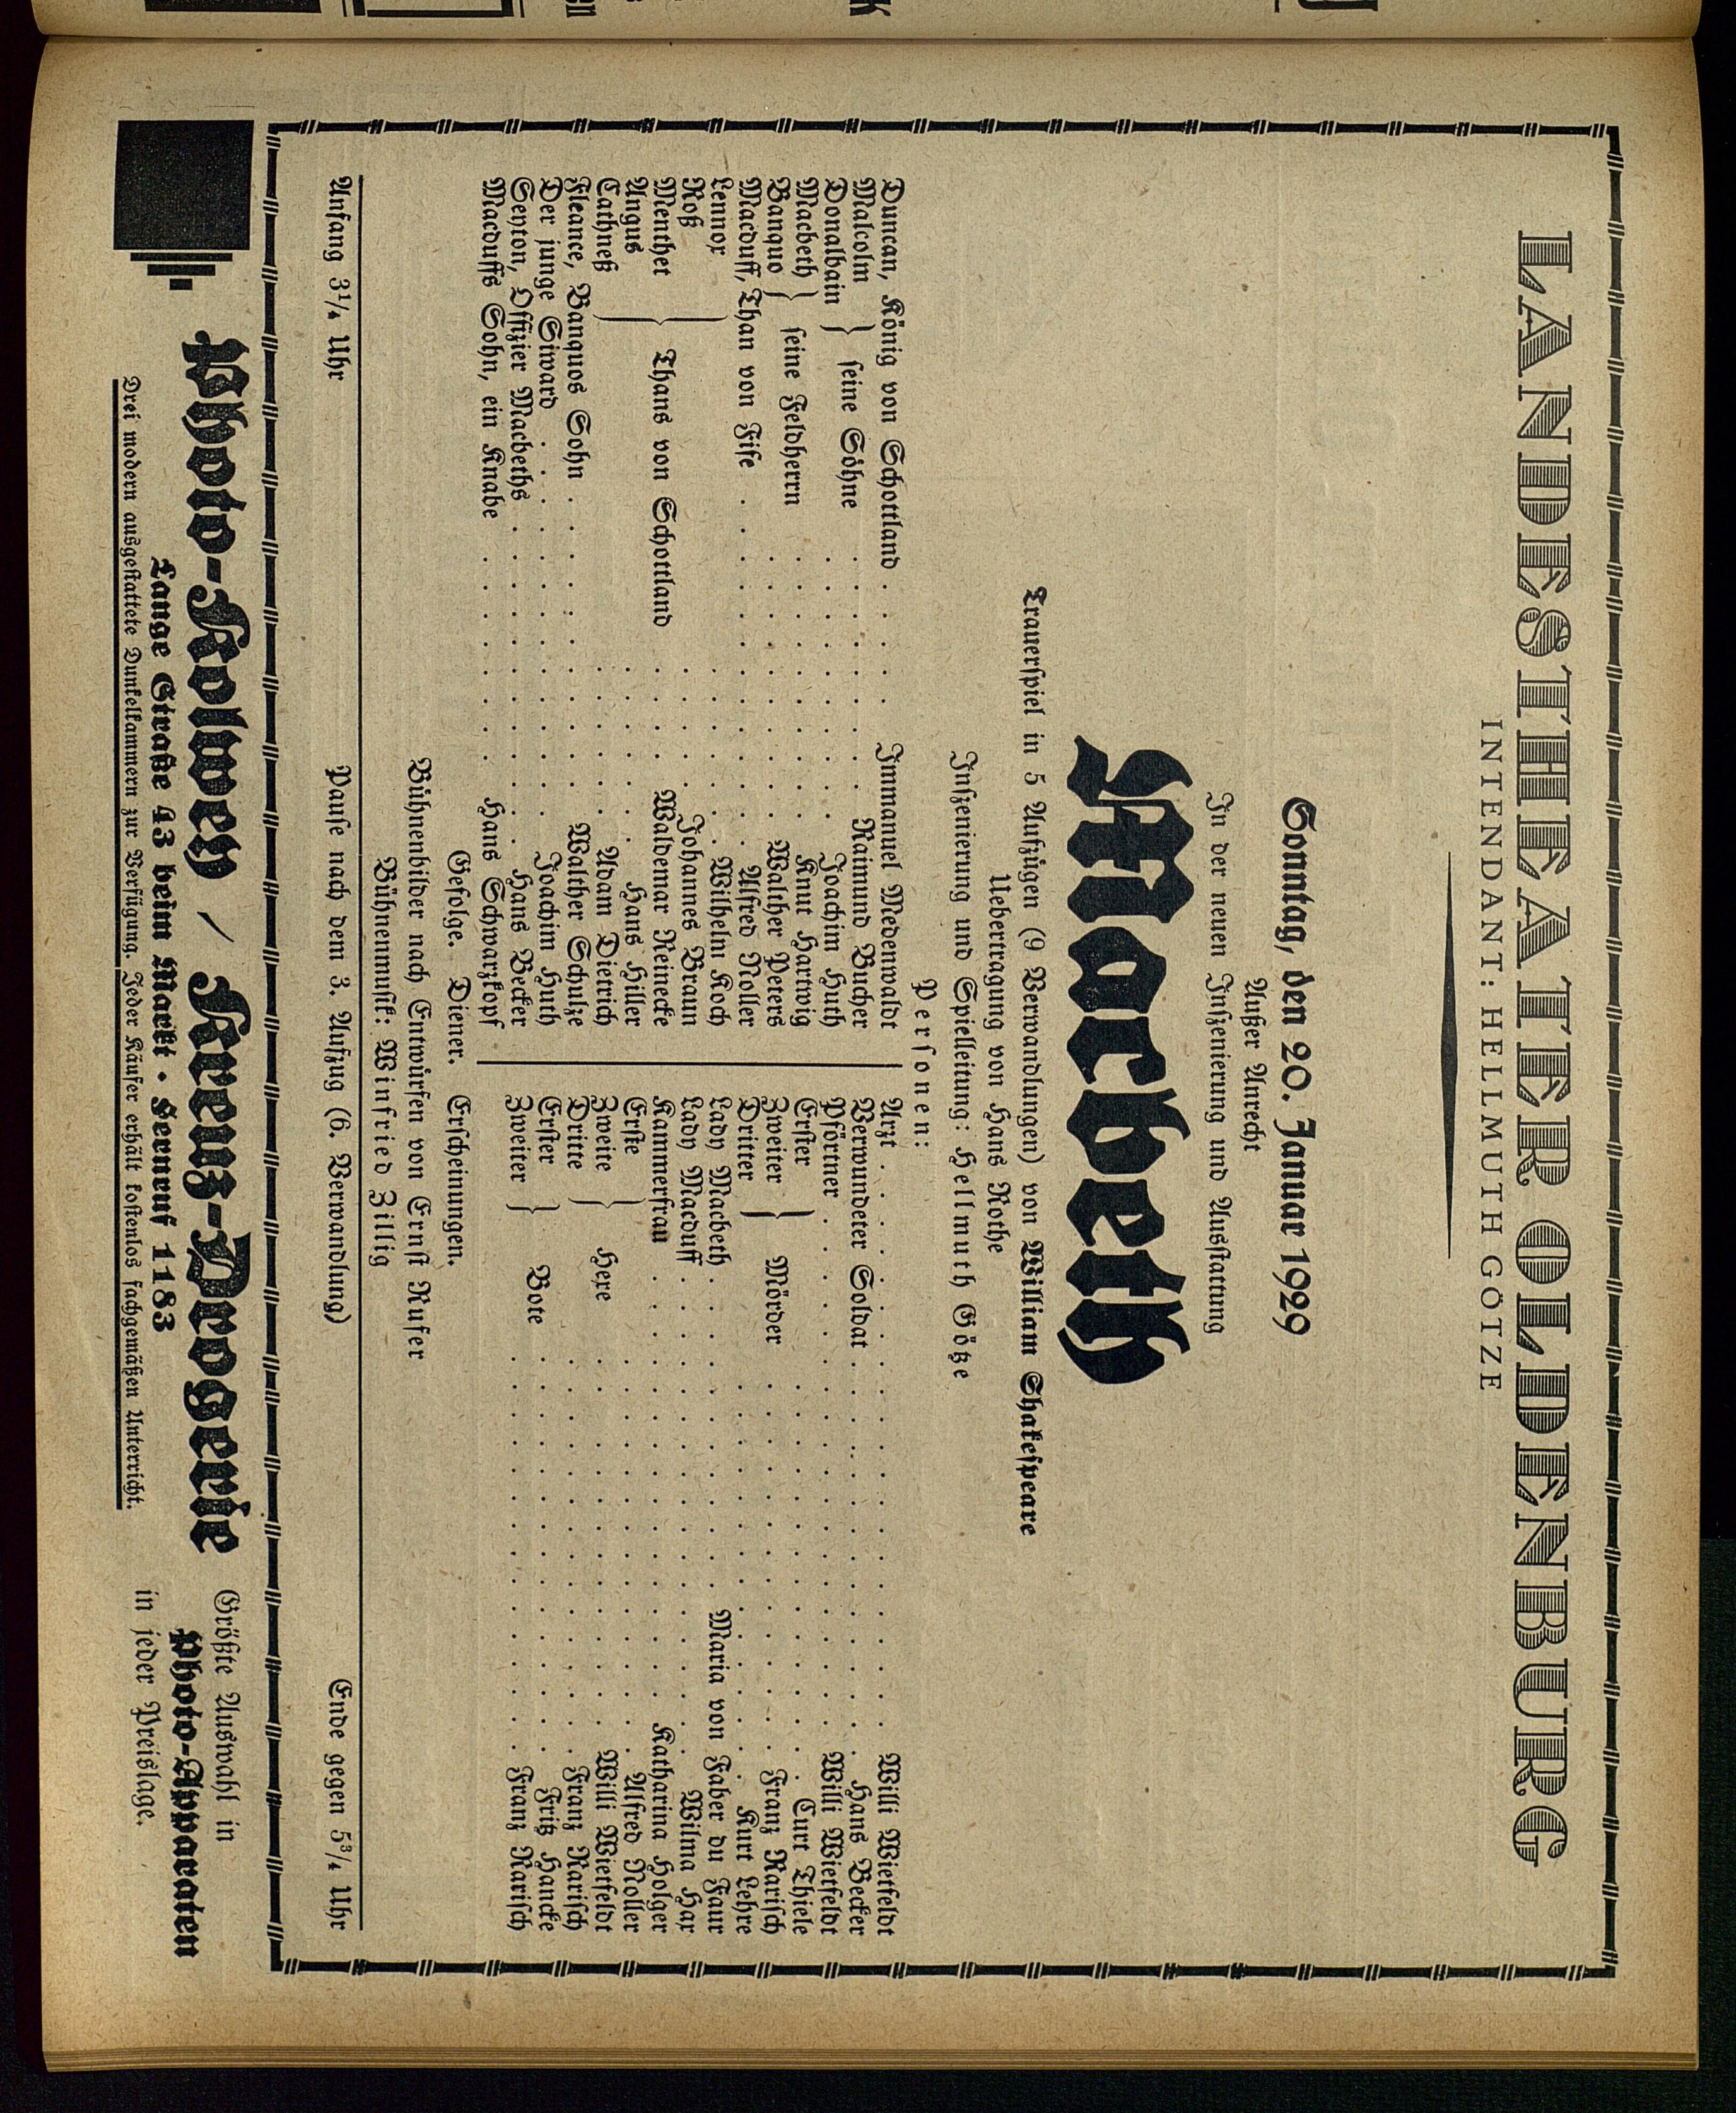 LANDESTHEATER OLDENBURG
INTENDANT: HELLMUTH GÖTZE
Sonntag, den 20. Januar 1929
Außer Anrecht
In der neuen Inszenierung und Ausstattung
Macbeth
Trauerspiel in 5 Aufzügen (9 Verwandlungen) von William Shakespeare
Uebertragung von Hans Rothe
Inszenierung und Spielleitung: Hellmuth Götze
Personen:
Duncan, König von Schottland . . . . . Immanuel Medenwaldt
Malcolm } seine Söhne . . . . . Raimund Bucher
Donalbain } . . . . . Joachim Huth
Macbeth } seine Feldherrn . . . . . Knut Hartwig
Banquo } . . . . . Walther Peters
Macduff, Than von Fife . . . . . Alfred Noller
Lennox } . . . . . Wilhelm Koch
Roß } . . . . . Johannes Braun
Menthet } Thans von Schottland . . . . . Waldemar Reinecke
Angus } . . . . . Hans Hiller
Cathneß } . . . . . Adam Dietrich
Fleance, Banquos Sohn . . . . . Walther Schulze
Der junge Siward . . . . . Joachim Huth
Seyton, Offizier Macbeths . . . . . Hans Becker
Macduffs Sohn, ein Knabe . . . . . Hans Schwarzkopf
Arzt . . . . . Willi Wierfeldt
Verwundeter Soldat . . . . . Hans Becker
Pförtner . . . . . Willi Wierfeldt
Erster } . . . . . Curt Thiele
Zweiter } Mörder . . . . . Franz Rarisch
Dritter } . . . . . Kurt Lehre
Lady Macbeth . . . . . Maria von Faber du Faur
Lady Macduff . . . . . Wilma Har
Kammerfrau . . . . . Katharina Holger
Erste } . . . . . Alfred Noller
Zweite } Hexe . . . . . Willi Wierfeldt
Dritte } . . . . . Franz Rarisch
Erster } Bote . . . . . Fritz Hancke
Zweiter } . . . . . Franz Rarisch
Gefolge. Diener. Erscheinungen.
Bühnenbilder nach Entwürfen von Ernst Rufer
Bühnenmusik: Winfried Zillig
Anfang 3¼ Uhr Pause nach dem 3. Aufzug (6. Verwandlung) Ende gegen 5¾ Uhr
Photo-Kolwey / Kreuz-Drogerie
Lange Straße 43 beim Markt . Fernruf 1183
Drei modern ausgestattete Dunkelkammern zur Verfügung. Jeder Käufer erhält kostenlos fachgemäßen Unterricht.
Größte Auswahl in
Photo-Apparaten
in jeder Preislage.